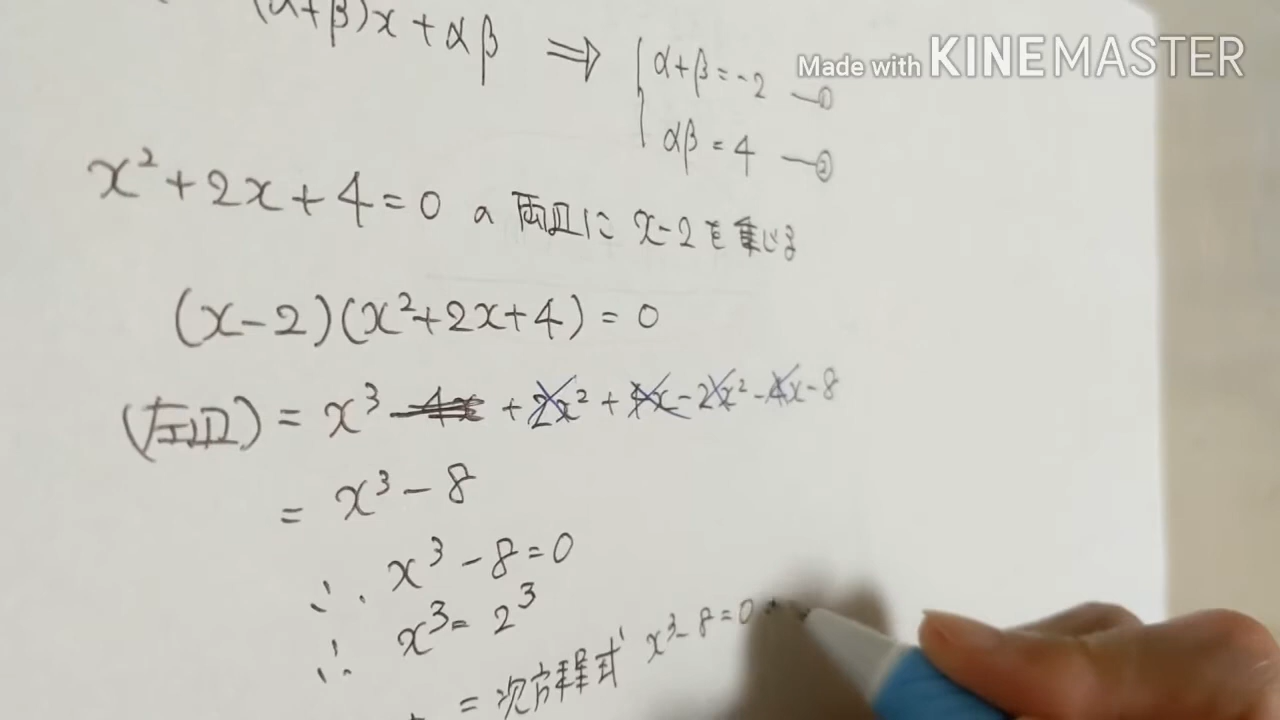 Made with KINEMASTER
(α+β)x+αβ ⟹ { α+β=-2 —①
αβ=4 —②
x²+2x+4=0 の 両辺に x-2を乗じる
(x-2)(x²+2x+4)=0
(左辺)=x³ -4x +2x²+4x-2x²-4x-8
=x³-8
∴ x³-8=0
∴ x³=2³
二次方程式 x³-8=0